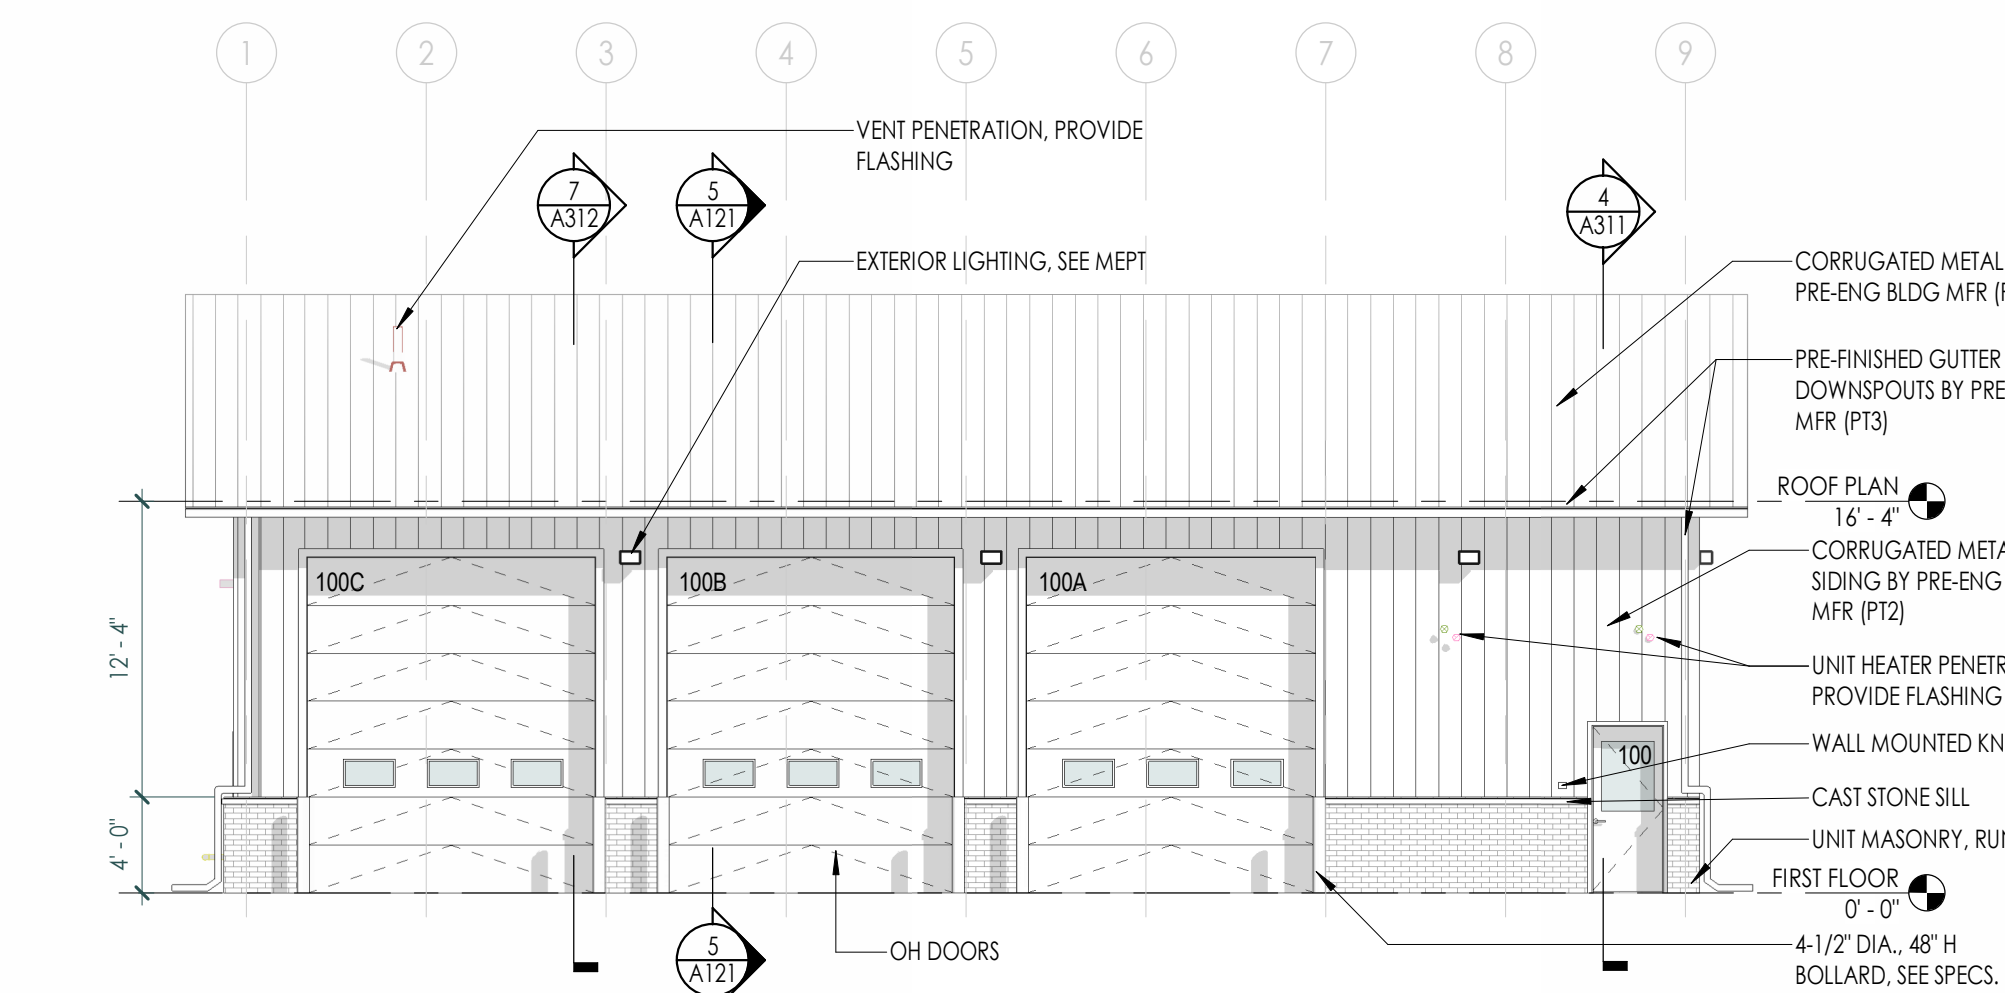 1 2 3 4 5 6 7 8 9
VENT PENETRATION, PROVIDE
FLASHING
7
A312
5
A121
4
A311
EXTERIOR LIGHTING, SEE MEPT
CORRUGATED METAL
PRE-ENG BLDG MFR
PRE-FINISHED GUTTER
DOWNSPOUTS BY PRE
MFR (PT3)
ROOF PLAN
16' - 4"
CORRUGATED META
SIDING BY PRE-ENG
MFR (PT2)
100C
100B
100A
12' - 4"
UNIT HEATER PENETR
PROVIDE FLASHING
100
WALL MOUNTED KN
CAST STONE SILL
4' - 0"
UNIT MASONRY, RUN
FIRST FLOOR
0' - 0"
5
A121
OH DOORS
4-1/2" DIA., 48" H
BOLLARD, SEE SPECS.